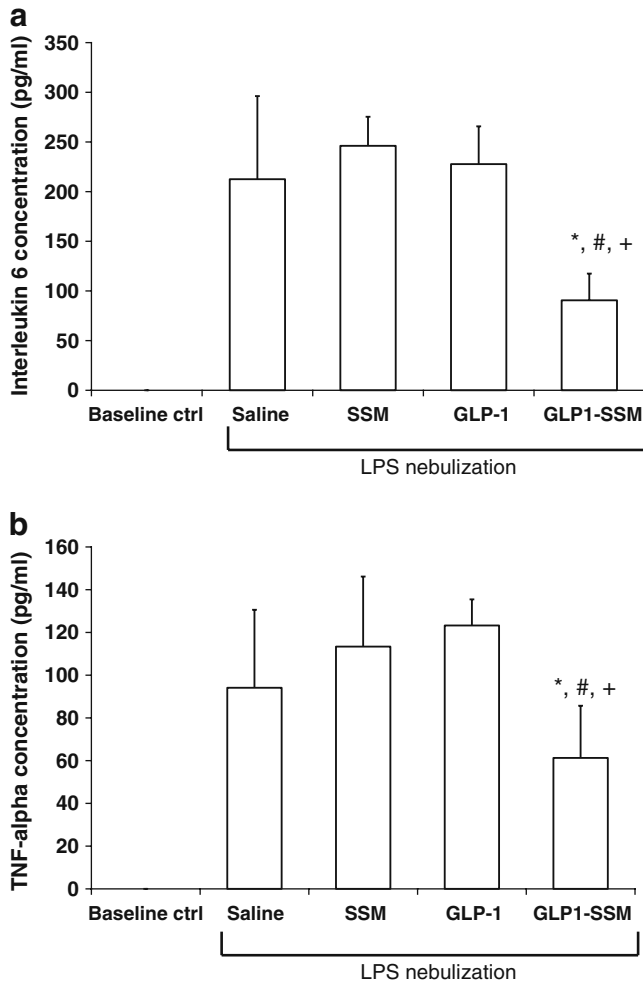 a
Interleukin 6 concentration (pg/ml)
350
300
250
200
150
100
50
0
*, #, +
Baseline ctrl Saline SSM GLP-1 GLP1-SSM
LPS nebulization
b
TNF-alpha concentration (pg/ml)
160
140
120
100
80
60
40
20
0
*, #, +
Baseline ctrl Saline SSM GLP-1 GLP1-SSM
LPS nebulization